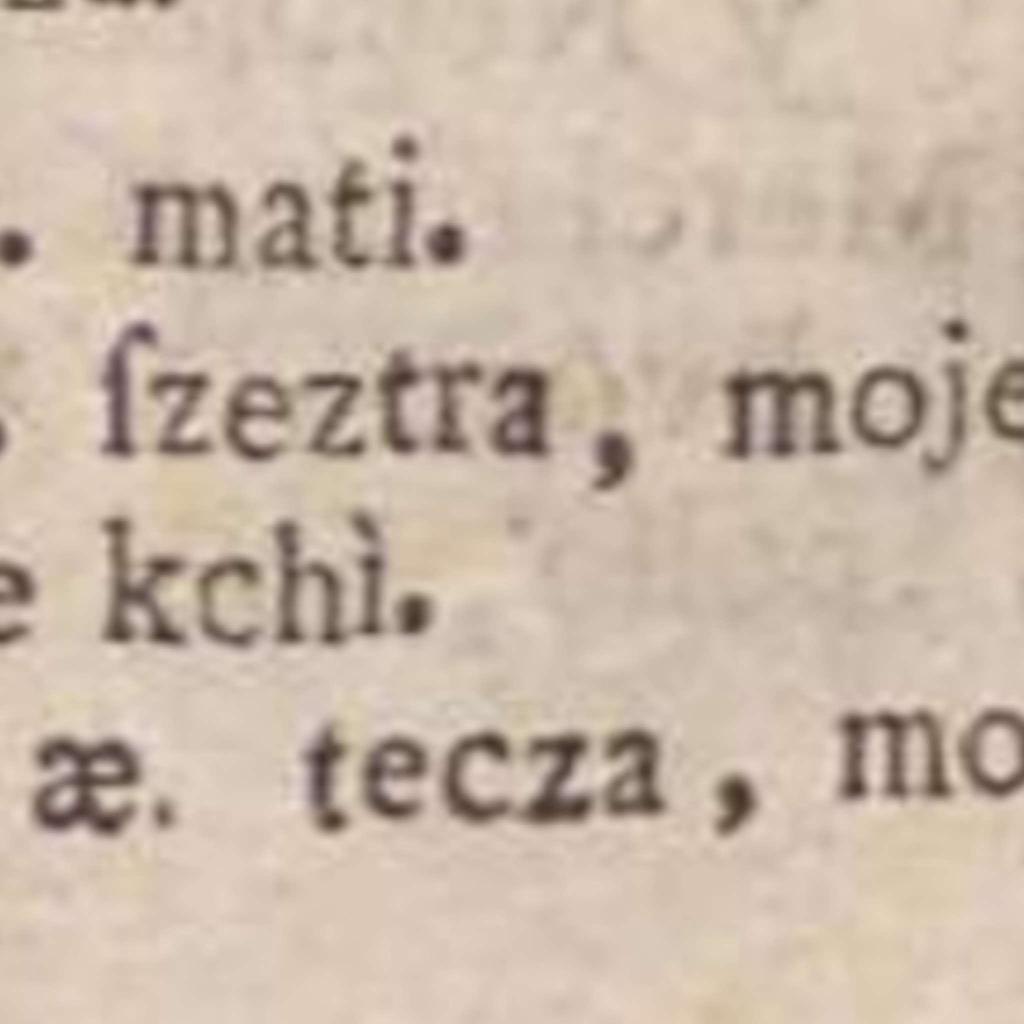 . mati.
ſzeztra, moje
e kchì.
æ. tecza, mo